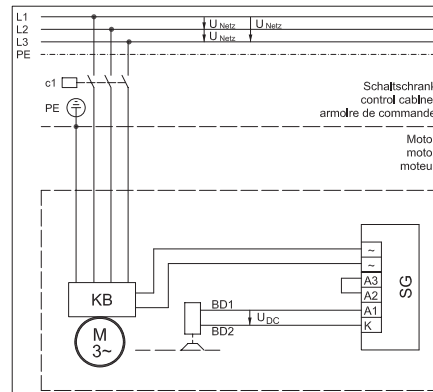 L1
L2
L3
PE
U Netz
U Netz
U Netz
c1
PE
Schaltschrank
control cabine
armoire de commande
Moto
moto
moteu
KB
M
3~
BD1
BD2
U DC
~
~
A3
A2
A1
K
SG